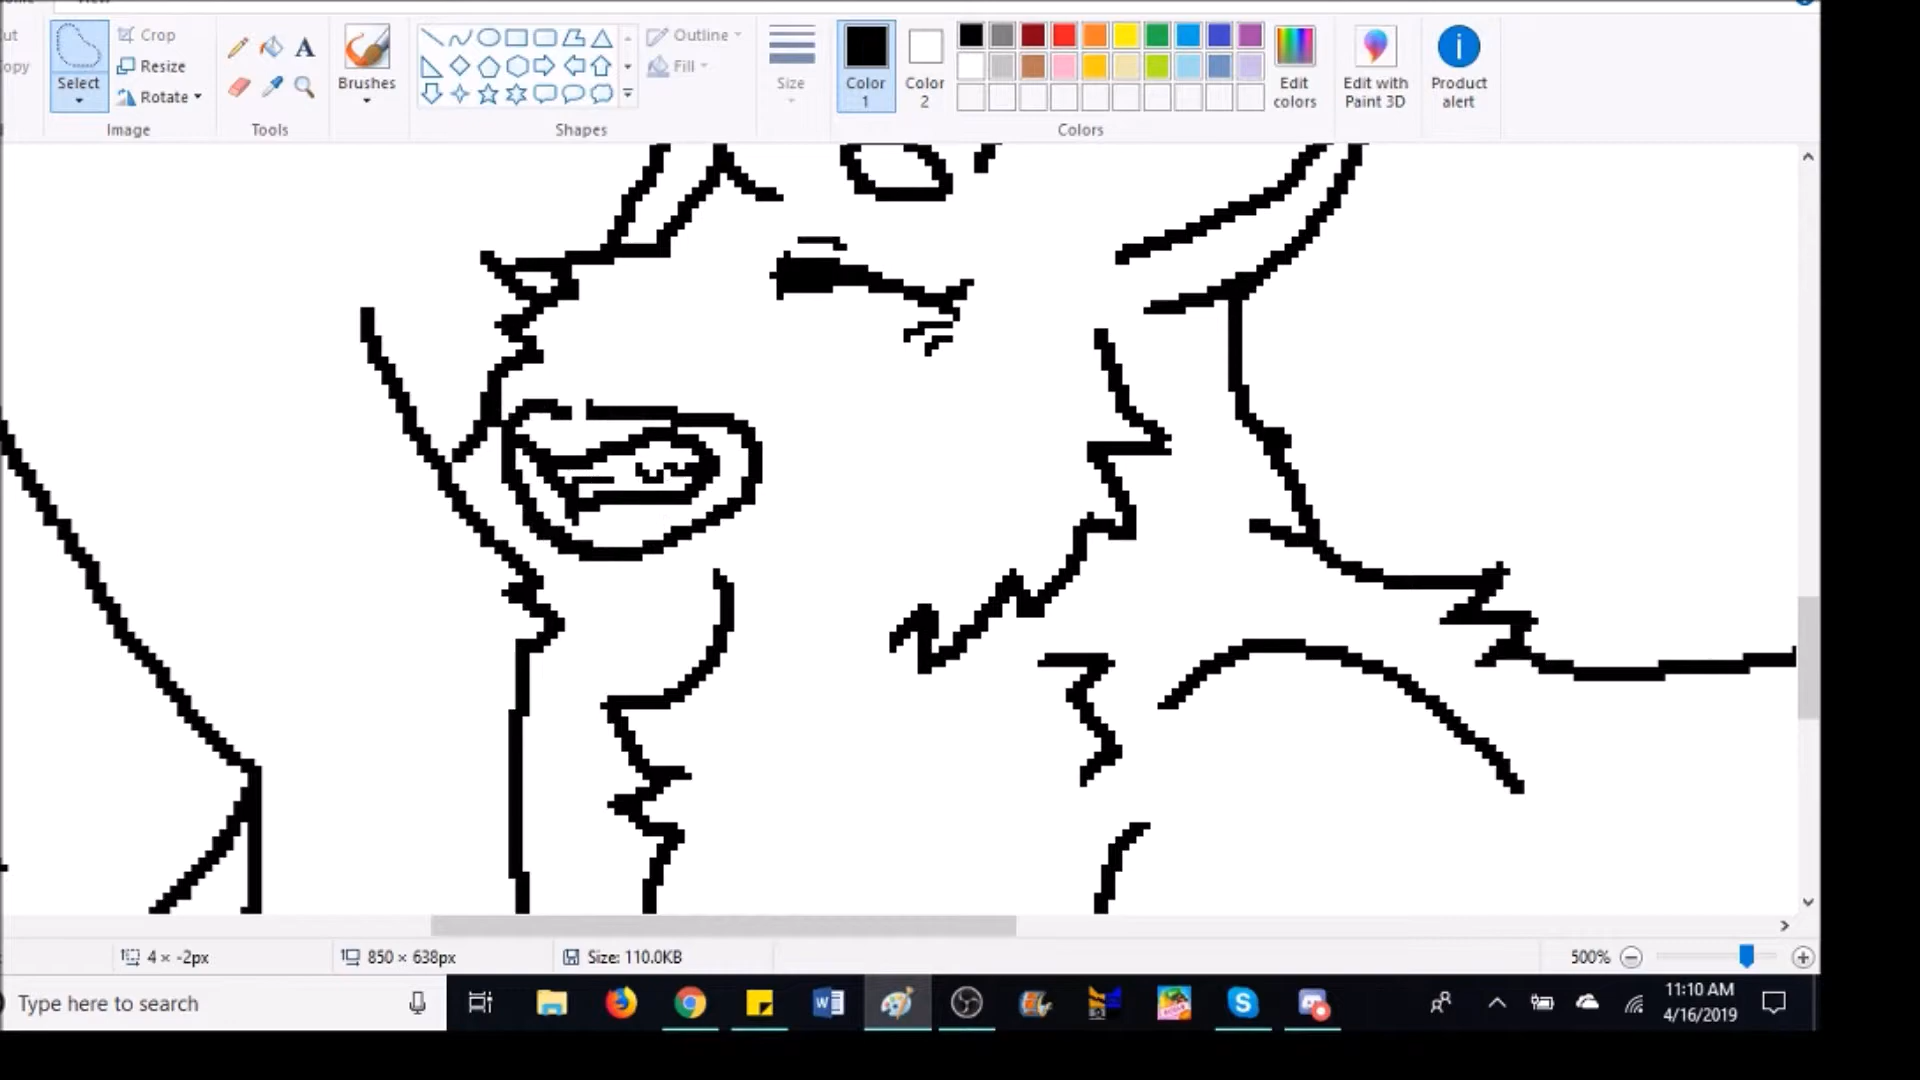 Crop
Outline
Resize
Fill
Select
Rotate
A
Brushes
Size
Color
1
Color
2
Edit
colors
Edit with
Paint 3D
Product
alert
Image
Tools
Shapes
Colors
4 × -2px
850 × 638px
Size: 110.0KB
500%
Type here to search
11:10 AM
4/16/2019